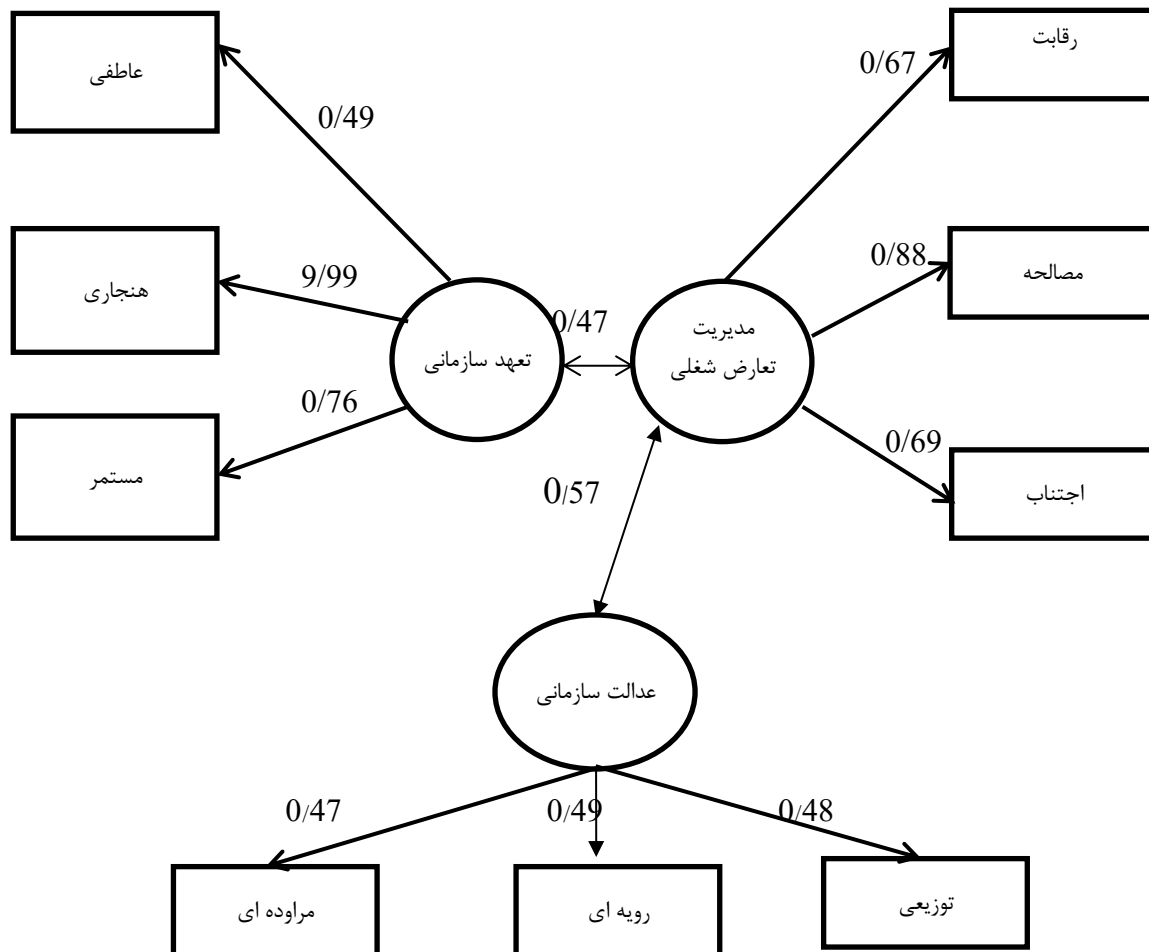 رقابت
عاطفی
0/67
0/49
مصالحه
هنجاری
0/88
9/99
0/47
مدیریت
تعارض شغلی
تعهد سازمانی
0/76
0/69
اجتناب
مستمر
0/57
عدالت سازمانی
0/47
0/49
0/48
توزیعی
رویه ای
مراوده ای